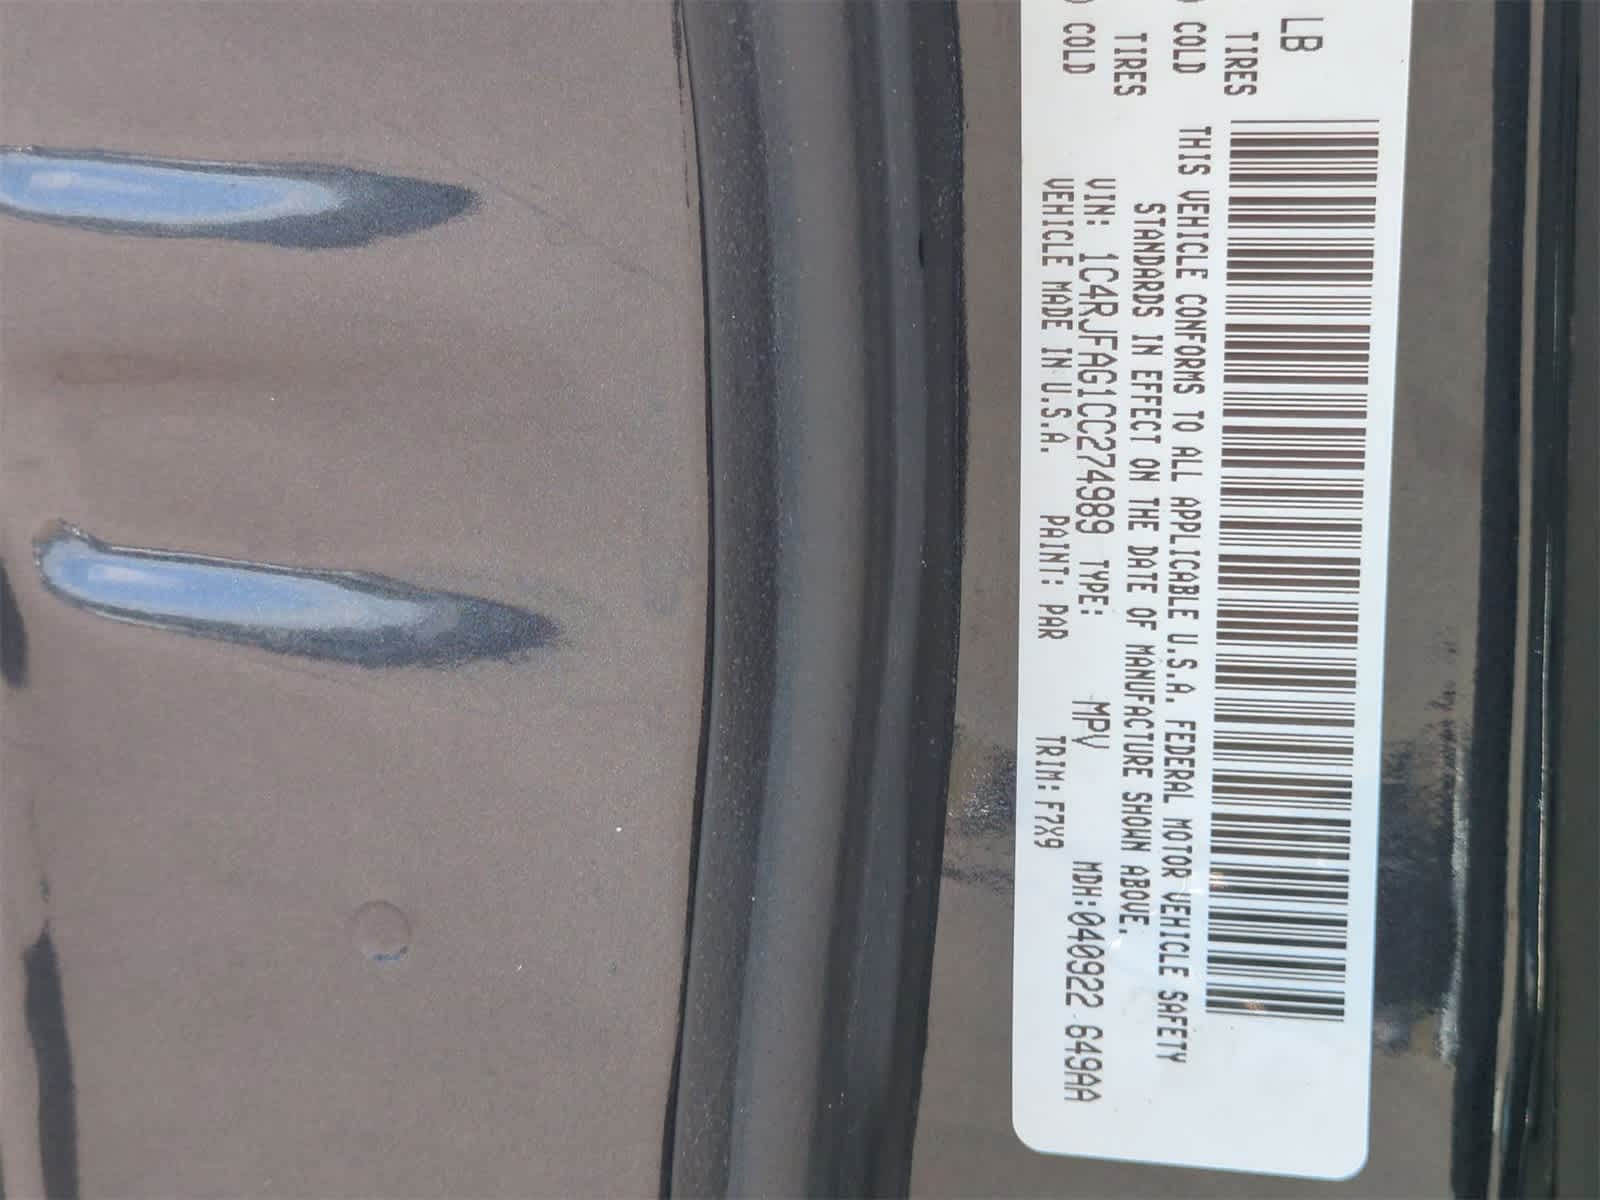 LB
TIRES
COLD
TIRES
COLD
THIS VEHICLE CONFORMS TO ALL APPLICABLE U.S.A. FEDERAL MOTOR VEHICLE SAFETY
STANDARDS IN EFFECT ON THE DATE OF MANUFACTURE SHOWN ABOVE.
VIN: 1C4RJFAG1CC274989 TYPE: MPV MDH:040922 649AA
VEHICLE MADE IN U.S.A. PAINT: PAR TRIM:F7X9